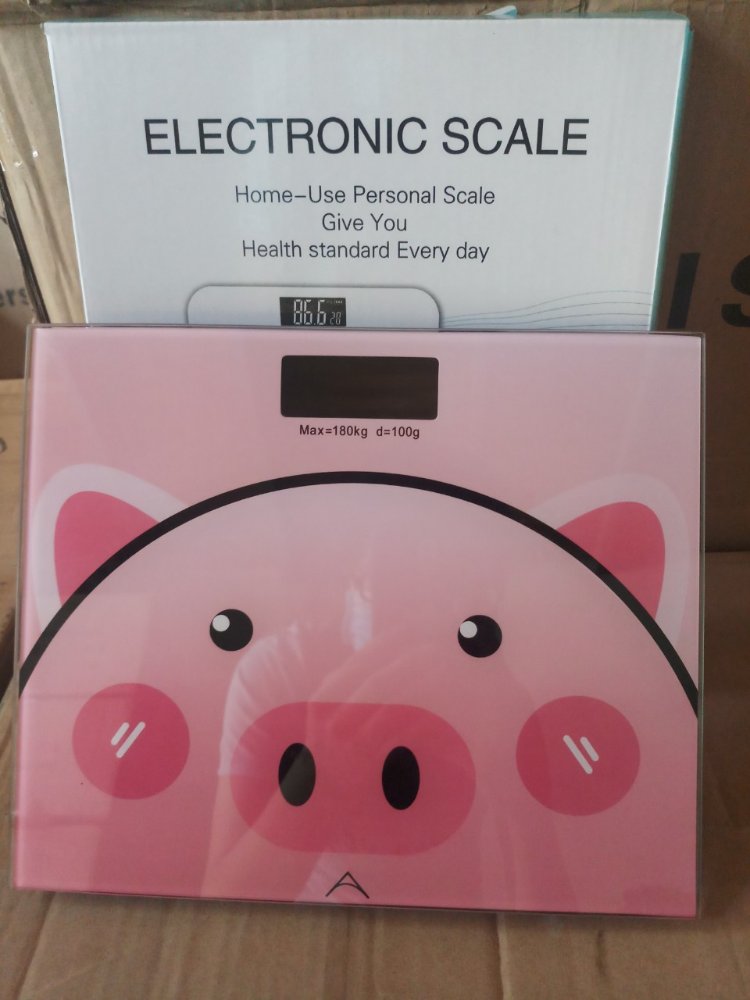 ELECTRONIC SCALE
Home-Use Personal Scale
Give You
Health standard Every day
86.6
Max=180kg d=100g